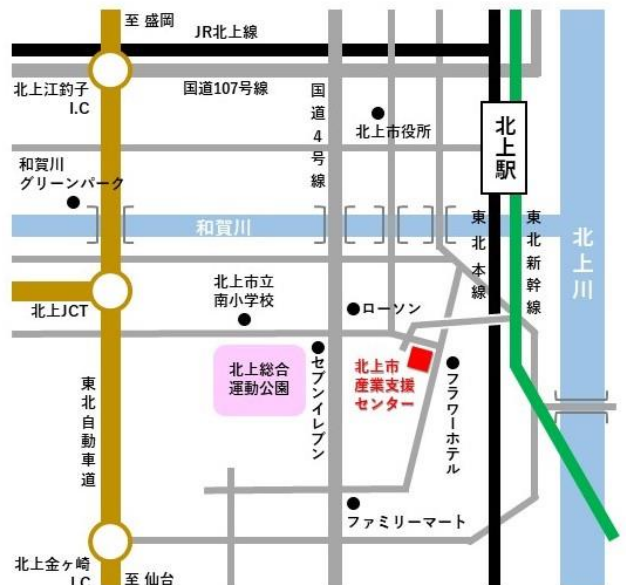 至 盛岡
JR北上線
北上江釣子
I.C
国道107号線
国道4号線
北上市役所
北上駅
和賀川
グリーンパーク
和賀川
東北本線
東北新幹線
北上川
北上JCT
北上市立
南小学校
ローソン
北上総合
運動公園
セブンイレブン
北上市
産業支援
センター
フラワーホテル
東北自動車道
ファミリーマート
北上金ヶ崎
I.C
至 仙台